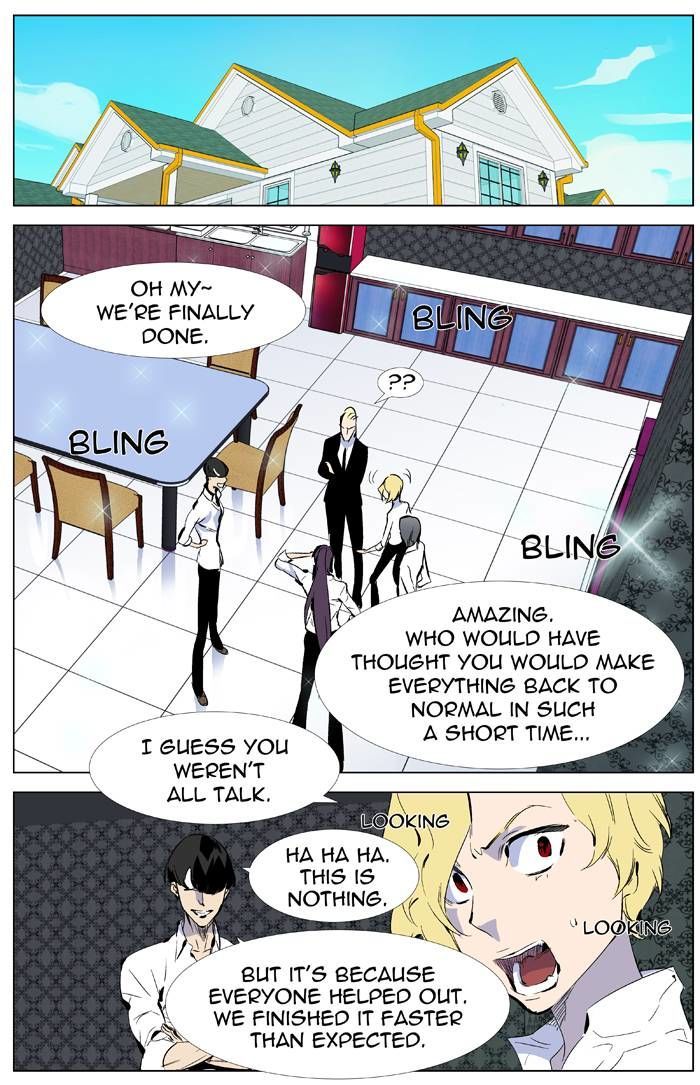 OH MY~
WE'RE FINALLY
DONE.
BLING
??
BLING
BLING
AMAZING.
WHO WOULD HAVE
THOUGHT YOU WOULD MAKE
EVERYTHING BACK TO
NORMAL IN SUCH
A SHORT TIME...
I GUESS YOU
WEREN'T
ALL TALK.
LOOKING
HA HA HA.
THIS IS
NOTHING.
LOOKING
BUT IT'S BECAUSE
EVERYONE HELPED OUT.
WE FINISHED IT FASTER
THAN EXPECTED.